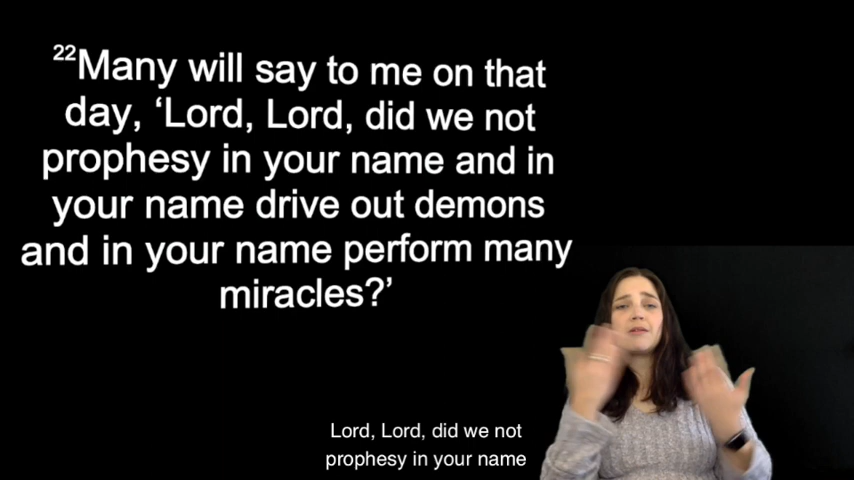 ²²Many will say to me on that
day, ‘Lord, Lord, did we not
prophesy in your name and in
your name drive out demons
and in your name perform many
miracles?’
Lord, Lord, did we not
prophesy in your name